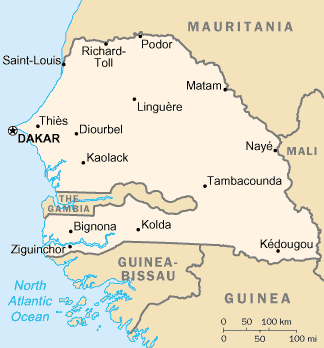 MAURITANIA
Podor
Richard-
Toll
Saint-Louis
Matam
Linguère
Thiès
DAKAR
Diourbel
Nayé
MALI
Kaolack
Tambacounda
THE
GAMBIA
Bignona
Kolda
Ziguinchor
Kédougou
GUINEA-
BISSAU
North
Atlantic
Ocean
GUINEA
0 50 100 km
0 50 100 mi